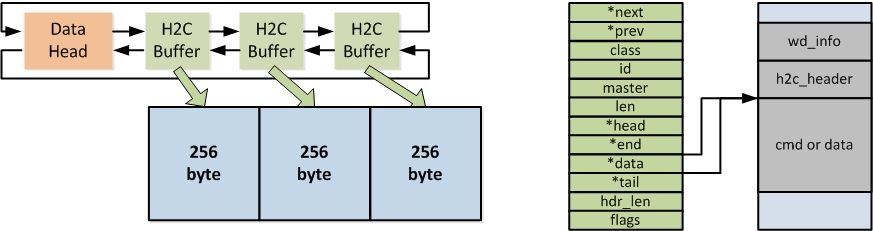 Data
Head
H2C
Buffer
H2C
Buffer
H2C
Buffer
256
byte
256
byte
256
byte
*next
*prev
class
id
master
len
*head
*end
*data
*tail
hdr_len
flags
wd_info
h2c_header
cmd or data